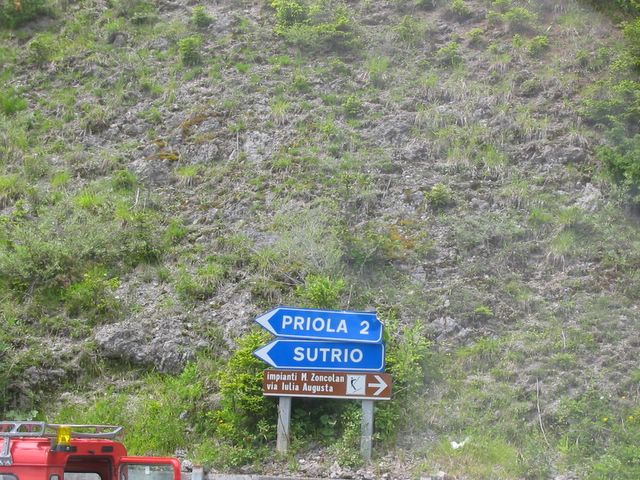 PRIOLA 2
SUTRIO
impianti M. Zoncolan
via Iulia Augusta